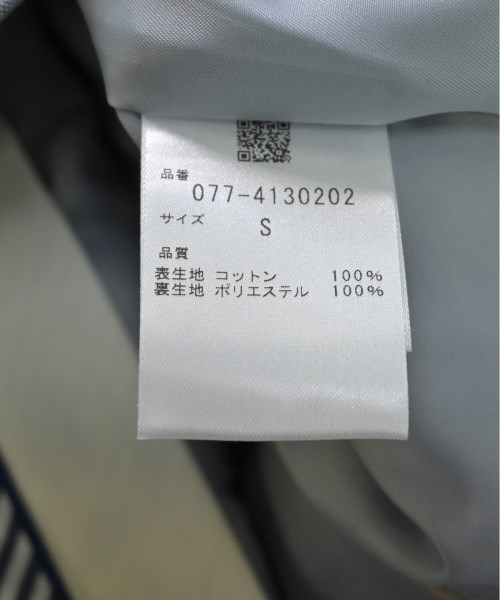 品番
077-4130202
サイズ
S
品質
表生地 コットン 100%
裏生地 ポリエステル 100%